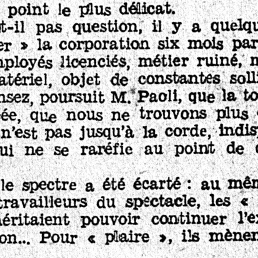 point le plus délicat.
t-il pas question, il y a quelqu
er » la corporation six mois par
ployés licenciés, métier ruiné, m
atériel, objet de constantes solli
nsez, poursuit M. Paoli, que la to
ée, que nous ne trouvons plus
n'est pas jusqu'à la corde, indis
ui ne se raréfie au point de d
le spectre a été écarté : au mên
travailleurs du spectacle, les «
éritaient pouvoir continuer l'ex
on... Pour « plaire », ils mènen